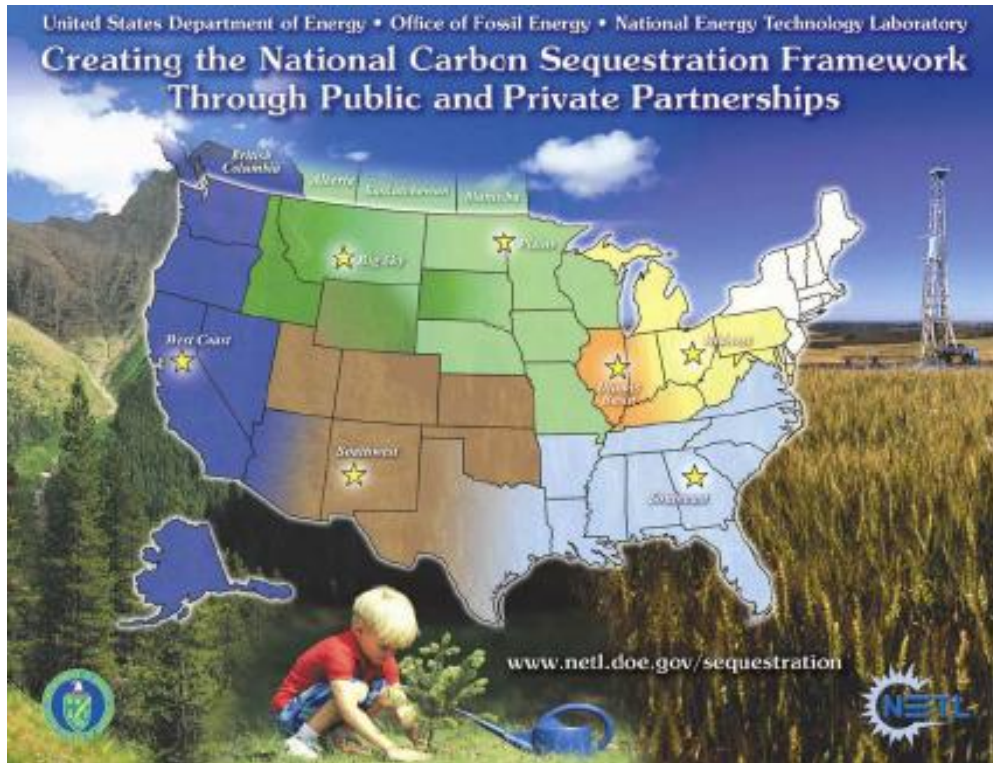 United States Department of Energy • Office of Fossil Energy • National Energy Technology Laboratory
Creating the National Carbon Sequestration Framework
Through Public and Private Partnerships
British
Columbia
Alberta
Saskatchewan
Manitoba
Big Sky
Plains
West Coast
Midwest
Illinois
Basin
Southwest
Southeast
www.netl.doe.gov/sequestration
NETL